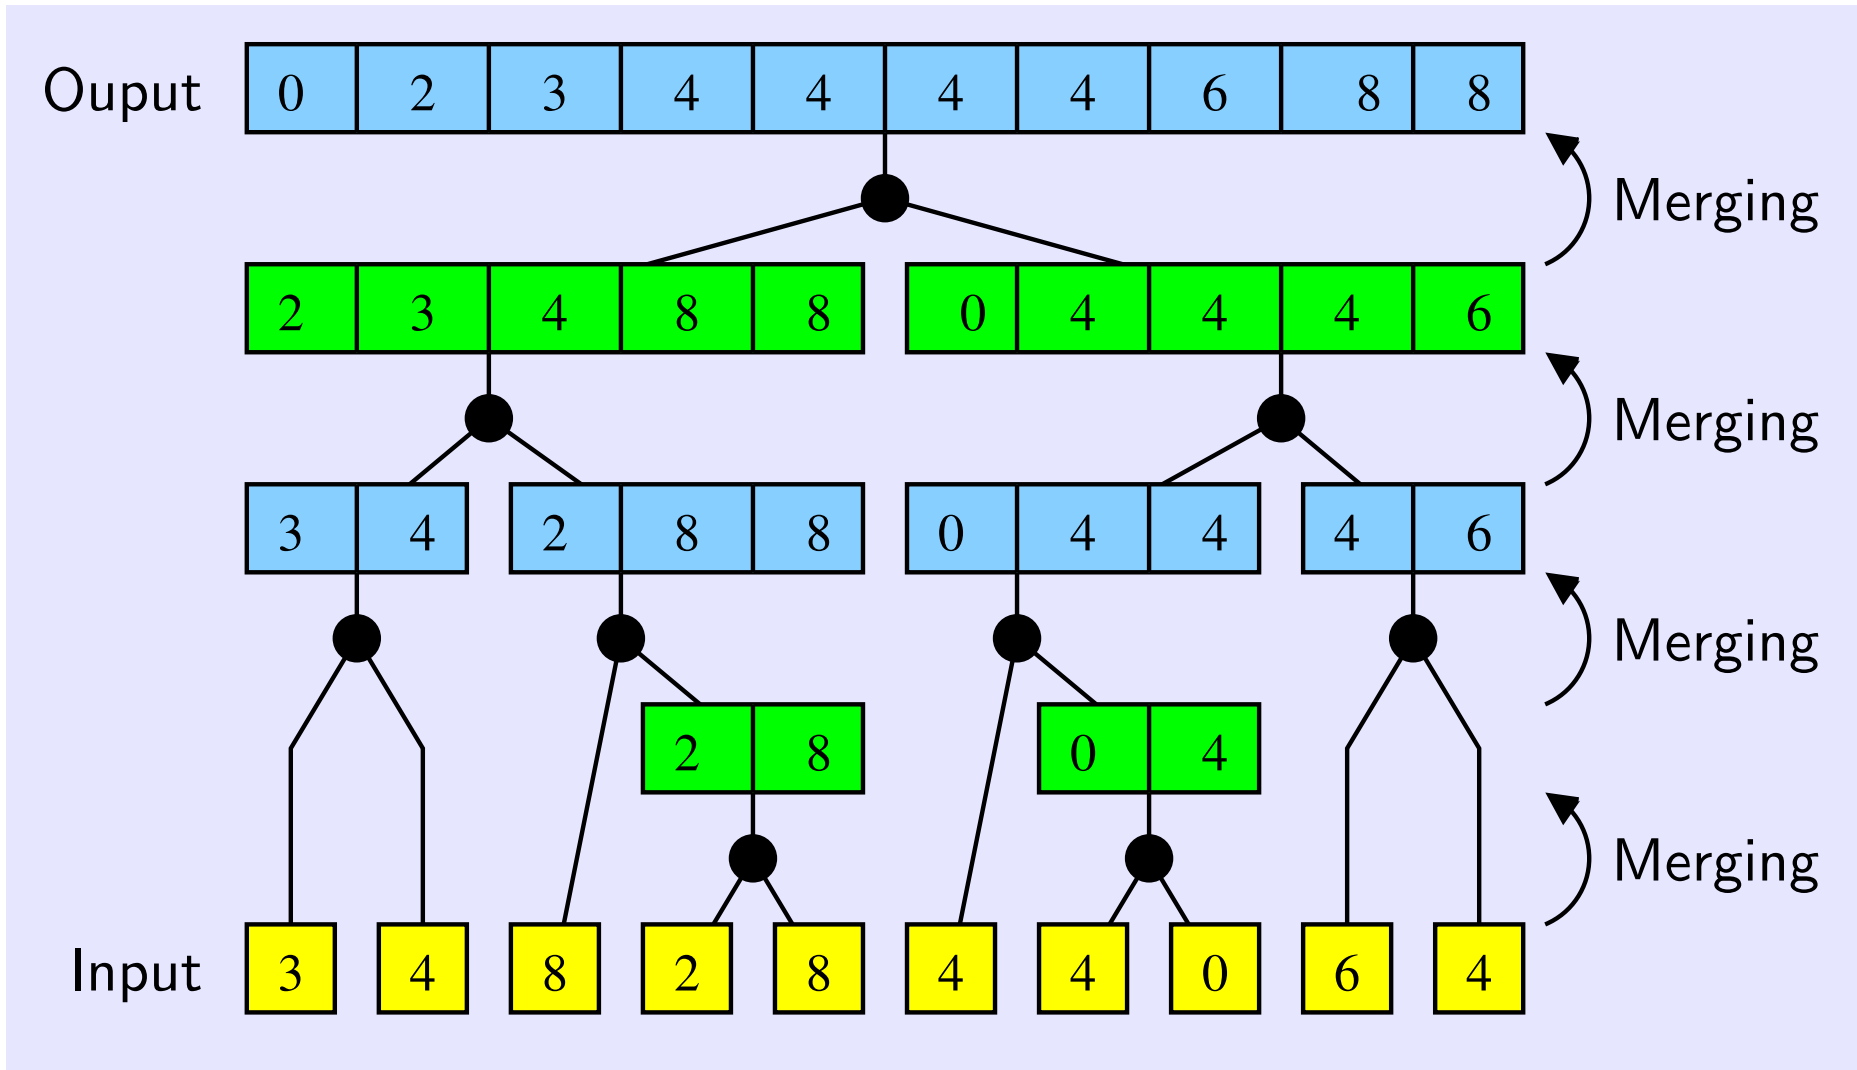 Ouput 0 2 3 4 4 4 4 6 8 8
Merging
2 3 4 8 8 0 4 4 4 6
Merging
3 4 2 8 8 0 4 4 4 6
Merging
2 8 0 4
Merging
Input 3 4 8 2 8 4 4 0 6 4